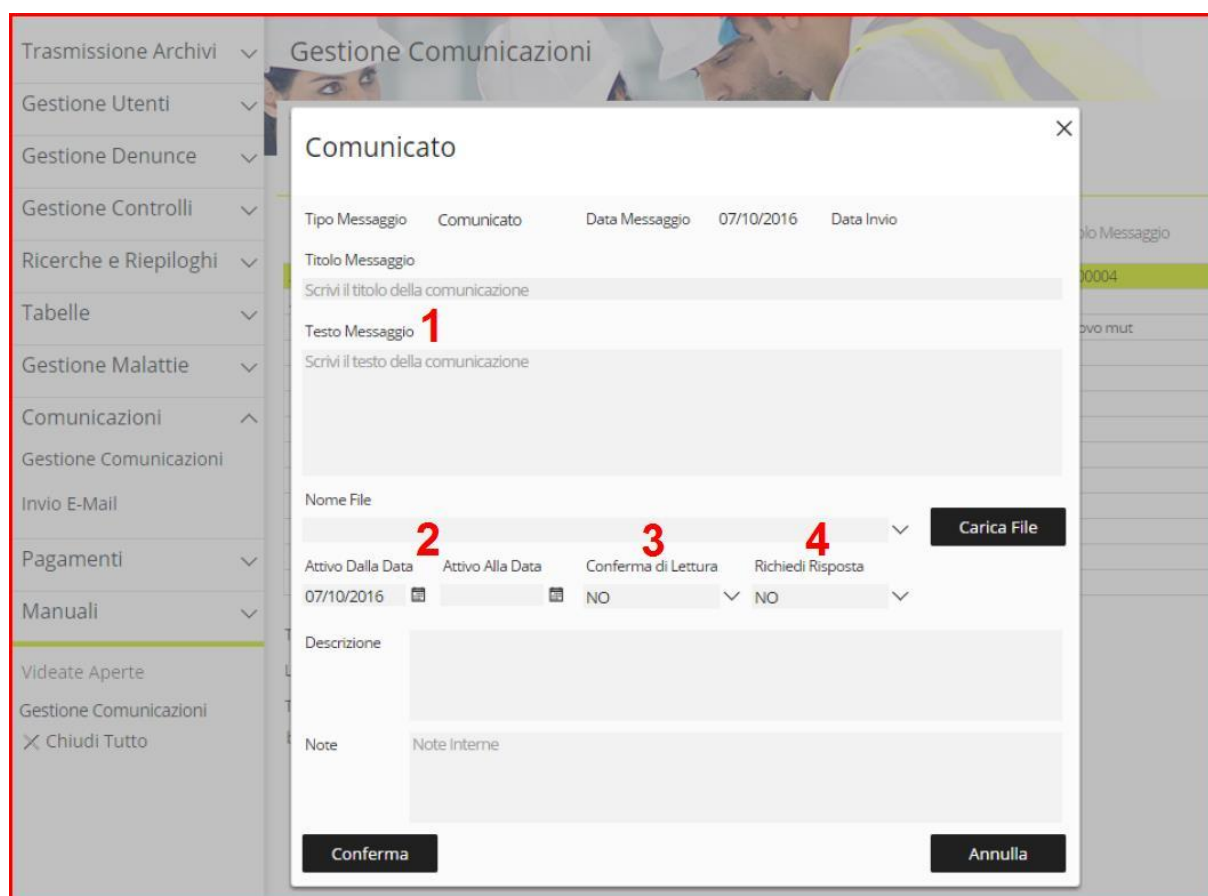 Trasmissione Archivi
Gestione Utenti
Gestione Denunce
Gestione Controlli
Ricerche e Riepiloghi
Tabelle
Gestione Malattie
Comunicazioni
Gestione Comunicazioni
Invio E-Mail
Pagamenti
Manuali
Videate Aperte
Gestione Comunicazioni
Chiudi Tutto
Gestione Comunicazioni
Comunicato
Tipo Messaggio Comunicato Data Messaggio 07/10/2016 Data Invio
Titolo Messaggio
Scrivi il titolo della comunicazione
Testo Messaggio 1
Scrivi il testo della comunicazione
Nome File
Carica File
2 3 4
Attivo Dalla Data Attivo Alla Data Conferma di Lettura Richiedi Risposta
07/10/2016 NO NO
Descrizione
Note Note Interne
Conferma Annulla
Messaggio
mut